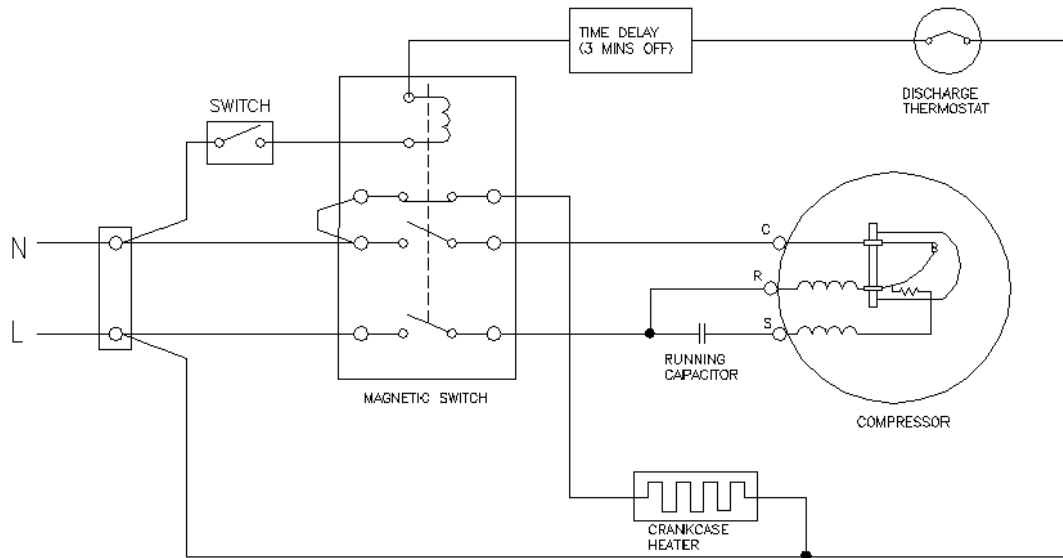 TIME DELAY
(3 MINS OFF)
DISCHARGE
THERMOSTAT
SWITCH
N
L
C
R
S
RUNNING
CAPACITOR
MAGNETIC SWITCH
COMPRESSOR
CRANKCASE
HEATER